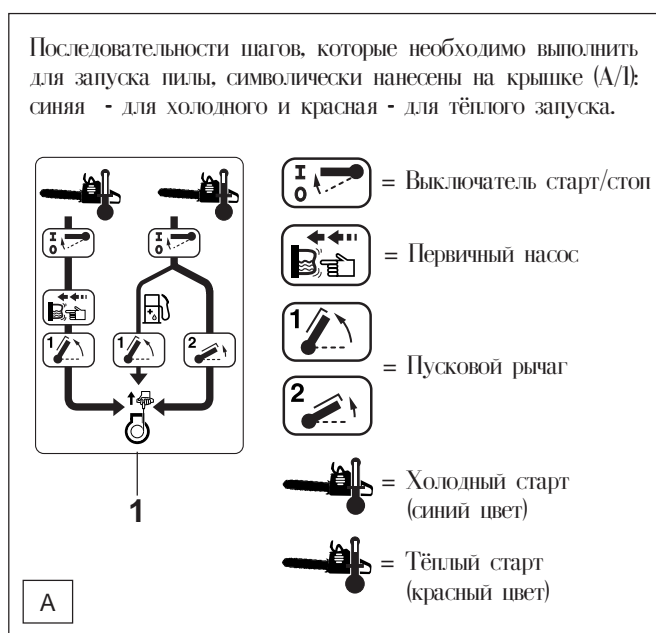 Последовательности шагов, которые необходимо выполнить
для запуска пилы, символически нанесены на крышке (A/1):
синяя - для холодного и красная - для тёплого запуска.
I
O
= Выключатель старт/стоп
I
O
I
O
= Первичный насос
1
1
2
1
= Пусковой рычаг
2
1
= Холодный старт
(синий цвет)
= Тёплый старт
(красный цвет)
A